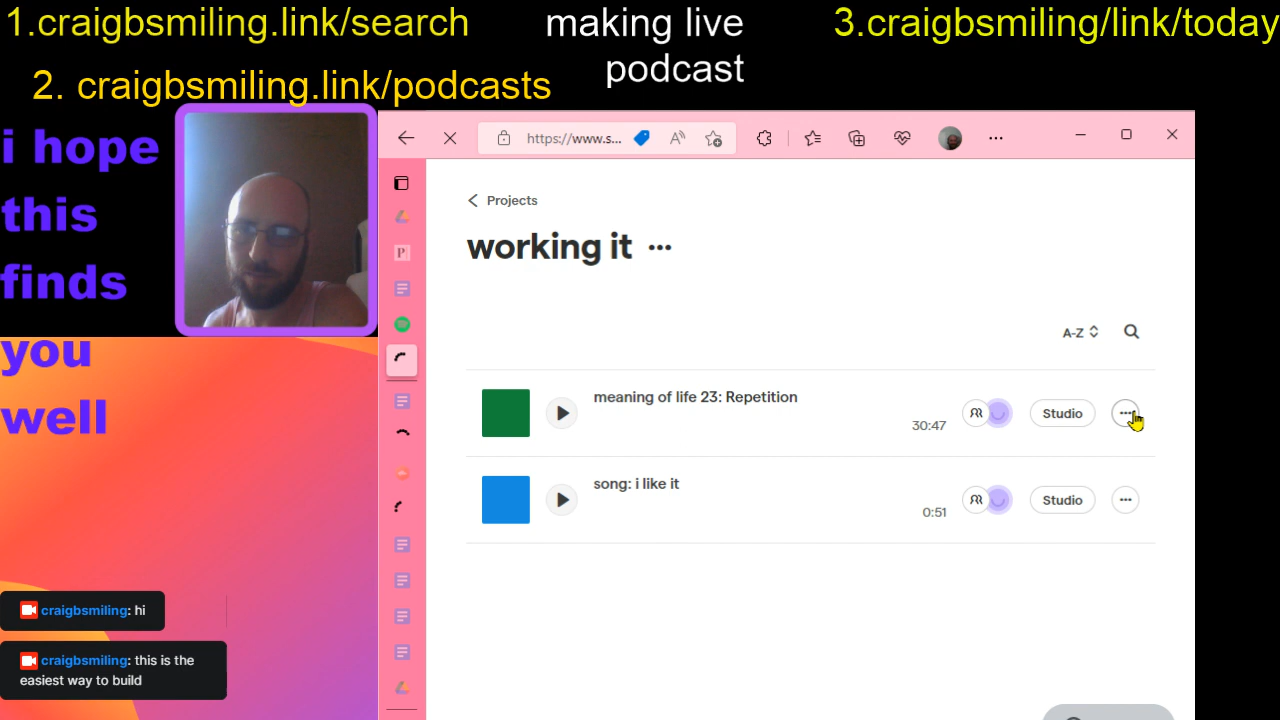 1.craigbsmiling.link/search
making live
podcast
3.craigbsmiling/link/today
2. craigbsmiling.link/podcasts
i hope
this
finds
you
well
https://www.s...
Projects
working it
A-Z
meaning of life 23: Repetition
30:47
Studio
song: i like it
0:51
Studio
craigbsmiling: hi
craigbsmiling: this is the
easiest way to build